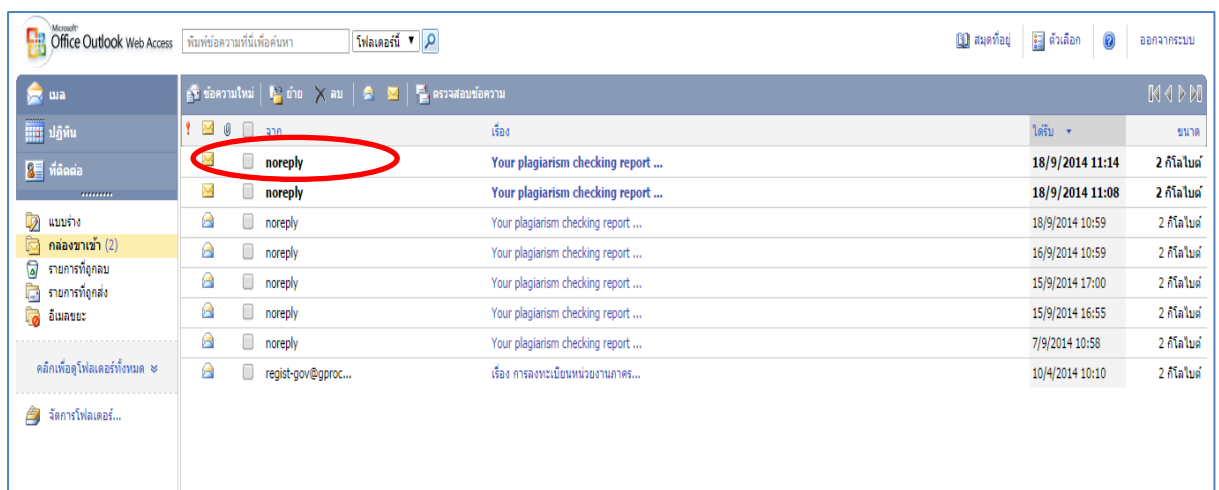 Microsoft
Office Outlook Web Access พิมพ์ข้อความที่นี่เพื่อค้นหา โฟลเดอร์นี้ สมุดที่อยู่ ตัวเลือก ออกจากระบบ
เมล ข้อความใหม่ ย้าย ลบ ตรวจสอบข้อความ
ปฏิทิน จาก เรื่อง ได้รับ ขนาด
ที่ติดต่อ
noreply Your plagiarism checking report ... 18/9/2014 11:14 2 กิโลไบต์
noreply Your plagiarism checking report ... 18/9/2014 11:08 2 กิโลไบต์
แบบร่าง noreply Your plagiarism checking report ... 18/9/2014 10:59 2 กิโลไบต์
กล่องขาเข้า (2) noreply Your plagiarism checking report ... 16/9/2014 10:59 2 กิโลไบต์
รายการที่ถูกลบ noreply Your plagiarism checking report ... 15/9/2014 17:00 2 กิโลไบต์
รายการที่ถูกส่ง
อีเมลขยะ noreply Your plagiarism checking report ... 15/9/2014 16:55 2 กิโลไบต์
noreply Your plagiarism checking report ... 7/9/2014 10:58 2 กิโลไบต์
คลิกเพื่อดูโฟลเดอร์ทั้งหมด regist-gov@gproc... เรื่อง การลงทะเบียนหน่วยงานภาคร... 10/4/2014 10:10 2 กิโลไบต์
จัดการโฟลเดอร์...